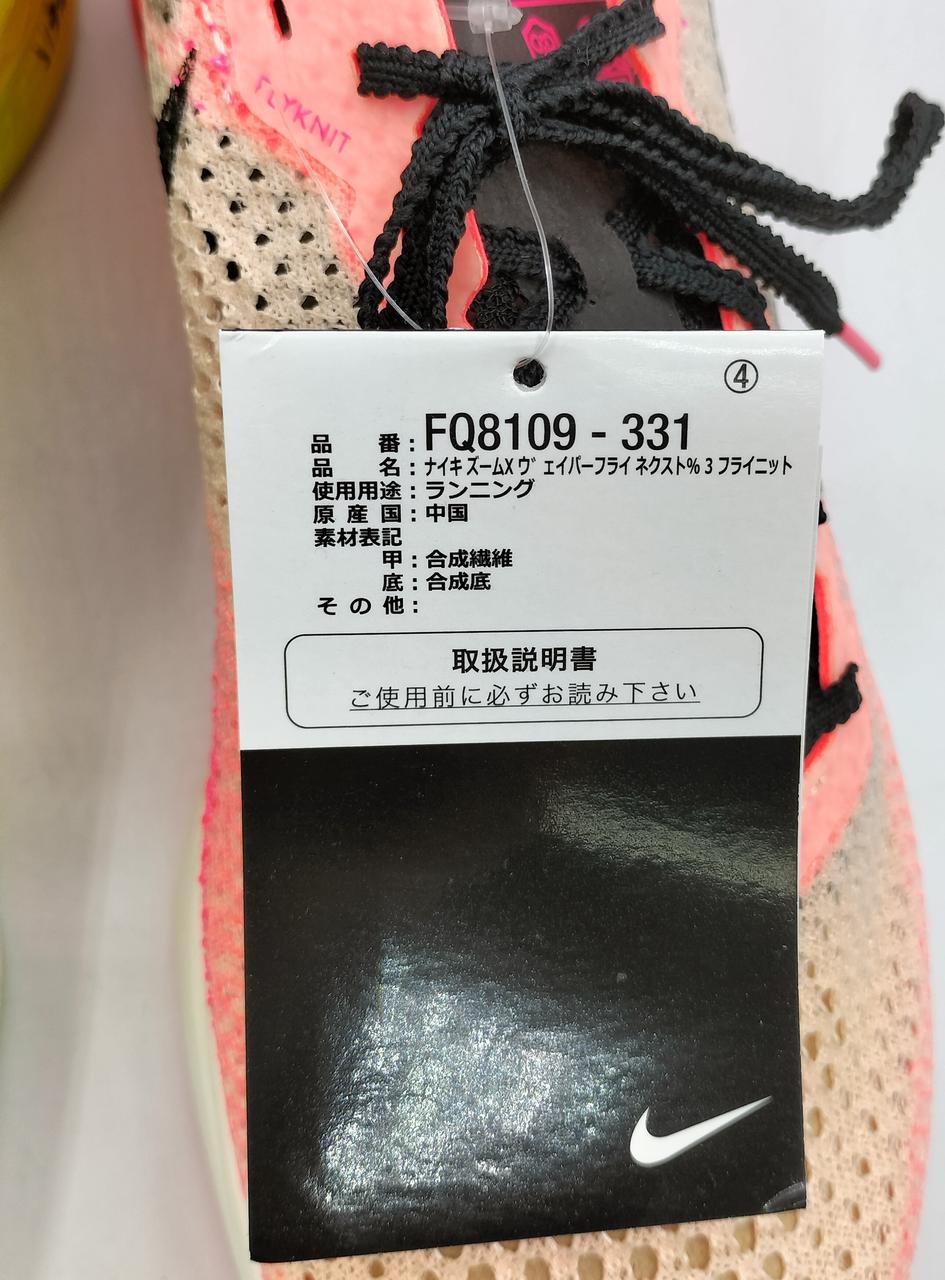 FLYKNIT
④
品 番 : FQ8109 - 331
品 名 : ナイキ ズームX ヴェイパーフライ ネクスト% 3 フライニット
使用用途 : ランニング
原 産 国 : 中国
素材表記
甲 : 合成繊維
底 : 合成底
そ の 他 :
取扱説明書
ご使用前に必ずお読み下さい